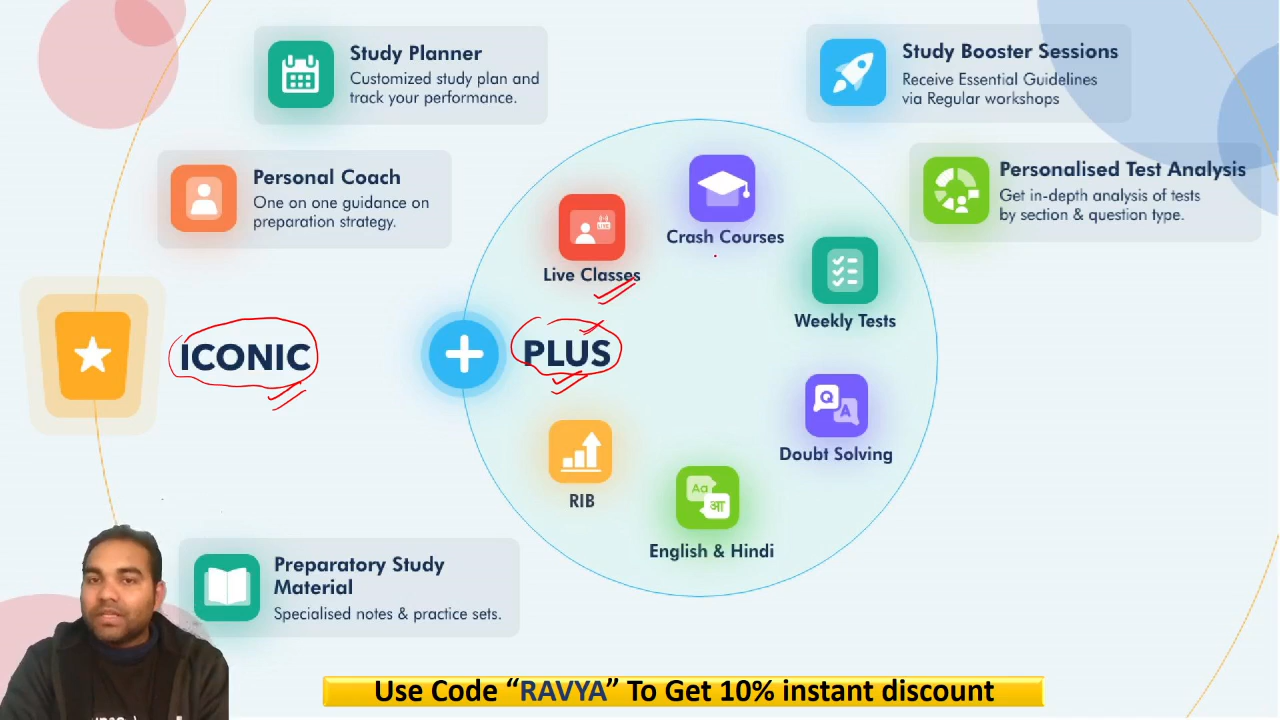 Study Planner
Customized study plan and
track your performance.
Study Booster Sessions
Receive Essential Guidelines
via Regular workshops
Personal Coach
One on one guidance on
preparation strategy.
Personalised Test Analysis
Get in-depth analysis of tests
by section & question type.
LIVE
Live Classes
Crash Courses
Weekly Tests
ICONIC
PLUS
Q
A
Doubt Solving
RIB
Aa
आ
English & Hindi
Preparatory Study
Material
Specialised notes & practice sets.
Use Code “RAVYA” To Get 10% instant discount